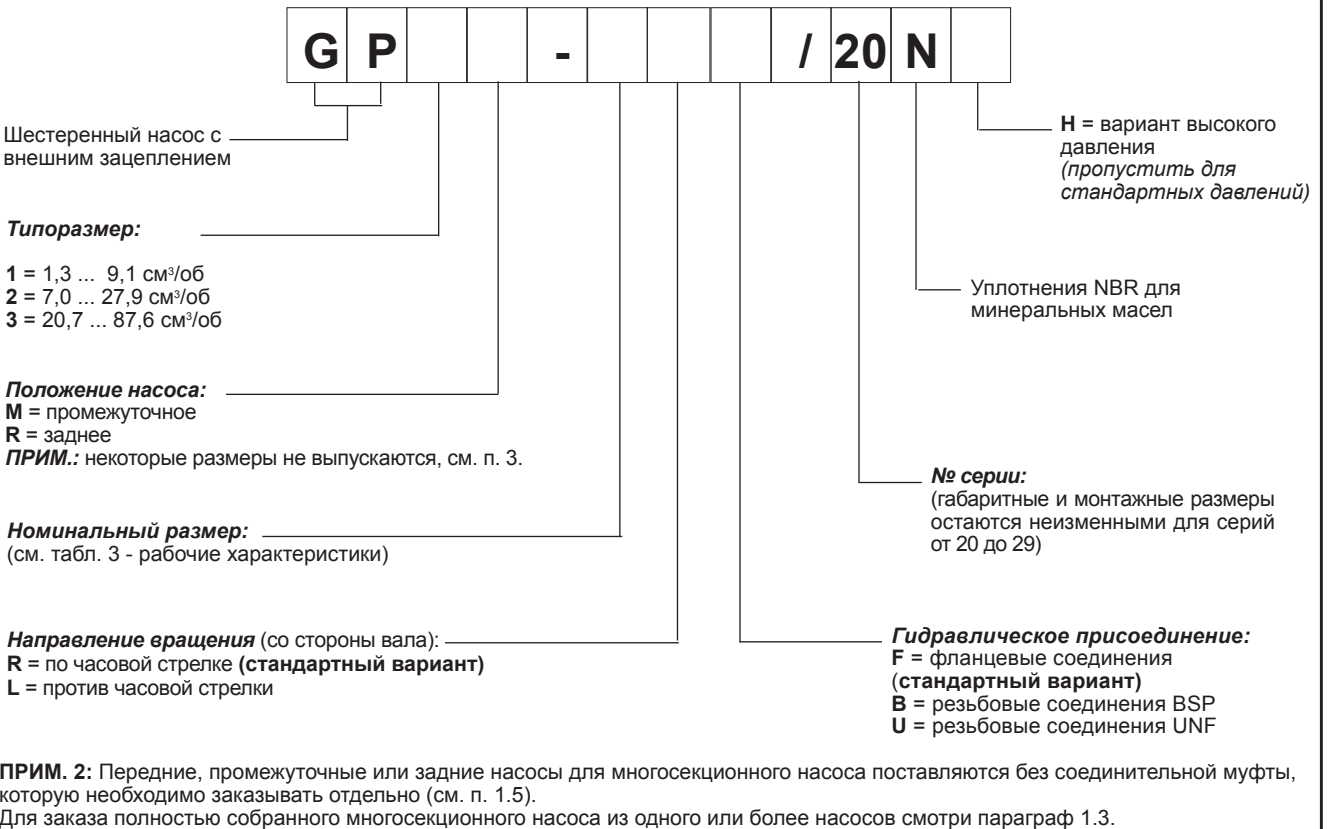 G P - / 20 N
Шестеренный насос с
внешним зацеплением
H = вариант высокого
давления
(пропустить для
стандартных давлений)
Типоразмер:
1 = 1,3 ... 9,1 см³/об
2 = 7,0 ... 27,9 см³/об
3 = 20,7 ... 87,6 см³/об
Уплотнения NBR для
минеральных масел
Положение насоса:
M = промежуточное
R = заднее
ПРИМ.: некоторые размеры не выпускаются, см. п. 3.
№ серии:
(габаритные и монтажные размеры
остаются неизменными для серий
от 20 до 29)
Номинальный размер:
(см. табл. 3 - рабочие характеристики)
Направление вращения (со стороны вала):
R = по часовой стрелке (стандартный вариант)
L = против часовой стрелки
Гидравлическое присоединение:
F = фланцевые соединения
(стандартный вариант)
B = резьбовые соединения BSP
U = резьбовые соединения UNF
ПРИМ. 2: Передние, промежуточные или задние насосы для многосекционного насоса поставляются без соединительной муфты,
которую необходимо заказывать отдельно (см. п. 1.5).
Для заказа полностью собранного многосекционного насоса из одного или более насосов смотри параграф 1.3.